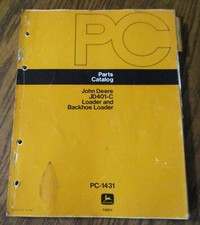 PC
Parts
Catalog
John Deere
JD401-C
Loader and
Backhoe Loader
PC-1431